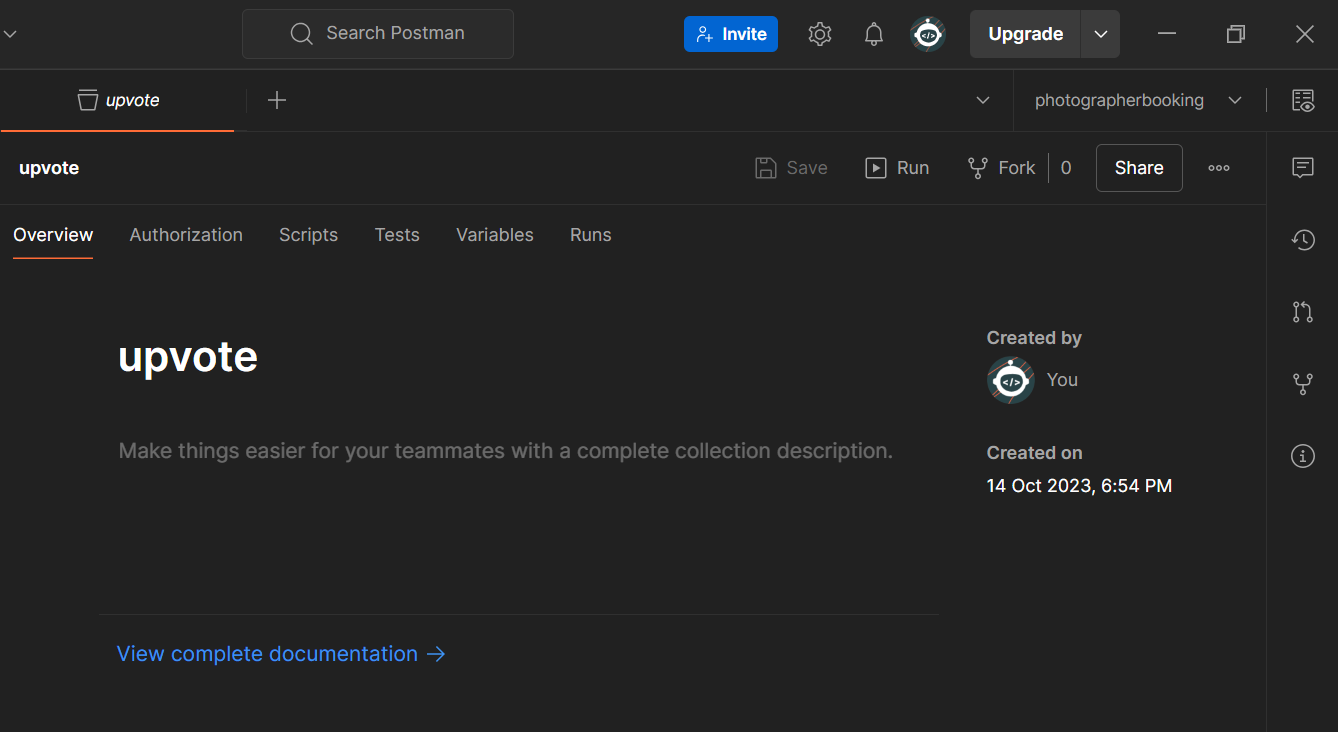 Search Postman
Invite
Upgrade
upvote
photographerbooking
upvote
Save
Run
Fork
0
Share
Overview
Authorization
Scripts
Tests
Variables
Runs
upvote
Make things easier for your teammates with a complete collection description.
Created by
You
Created on
14 Oct 2023, 6:54 PM
View complete documentation →